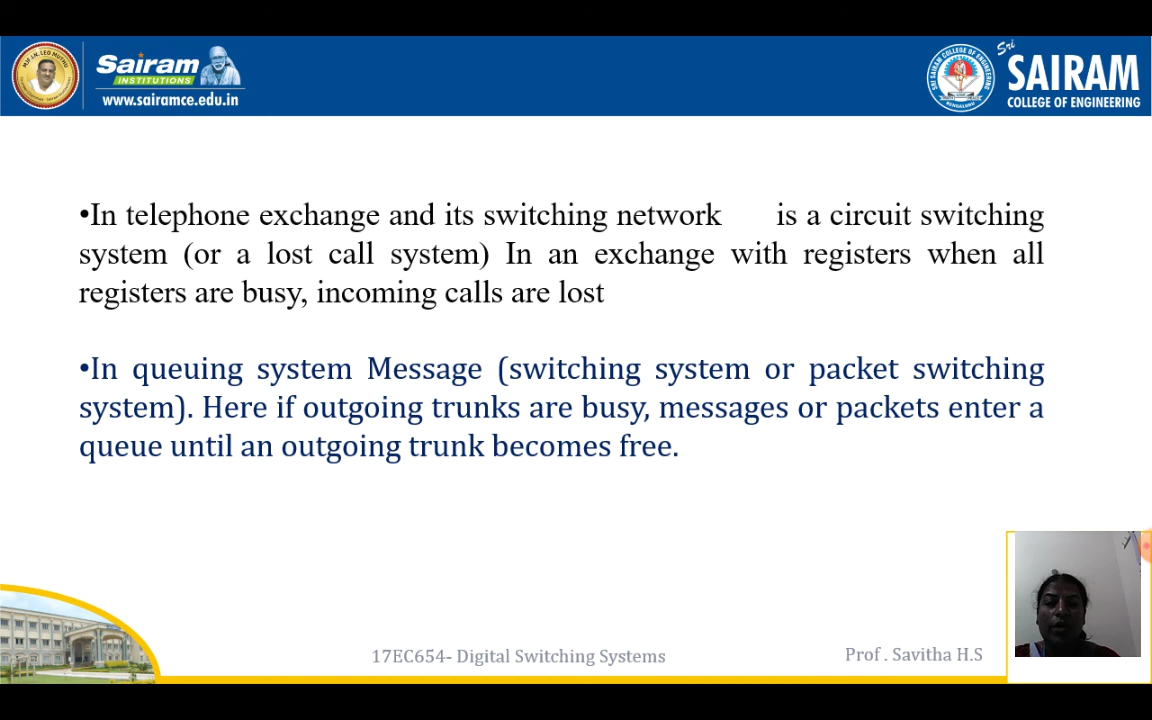 Sairam
INSTITUTIONS
www.sairamce.edu.in
Sri
SAIRAM
COLLEGE OF ENGINEERING
•In telephone exchange and its switching network is a circuit switching
system (or a lost call system) In an exchange with registers when all
registers are busy, incoming calls are lost
•In queuing system Message (switching system or packet switching
system). Here if outgoing trunks are busy, messages or packets enter a
queue until an outgoing trunk becomes free.
17EC654- Digital Switching Systems
Prof . Savitha H.S